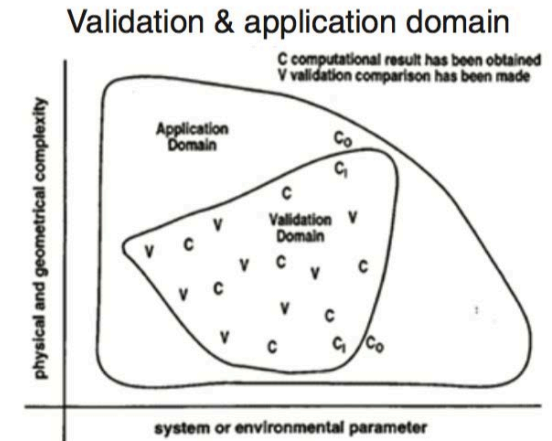 Validation & application domain
C computational result has been obtained
V validation comparison has been made
physical and geometrical complexity
Application
Domain
C₀
C₁
C
Validation V
Domain
V
V C
V C V C
V C
V C
V C C₁ C₀
system or environmental parameter